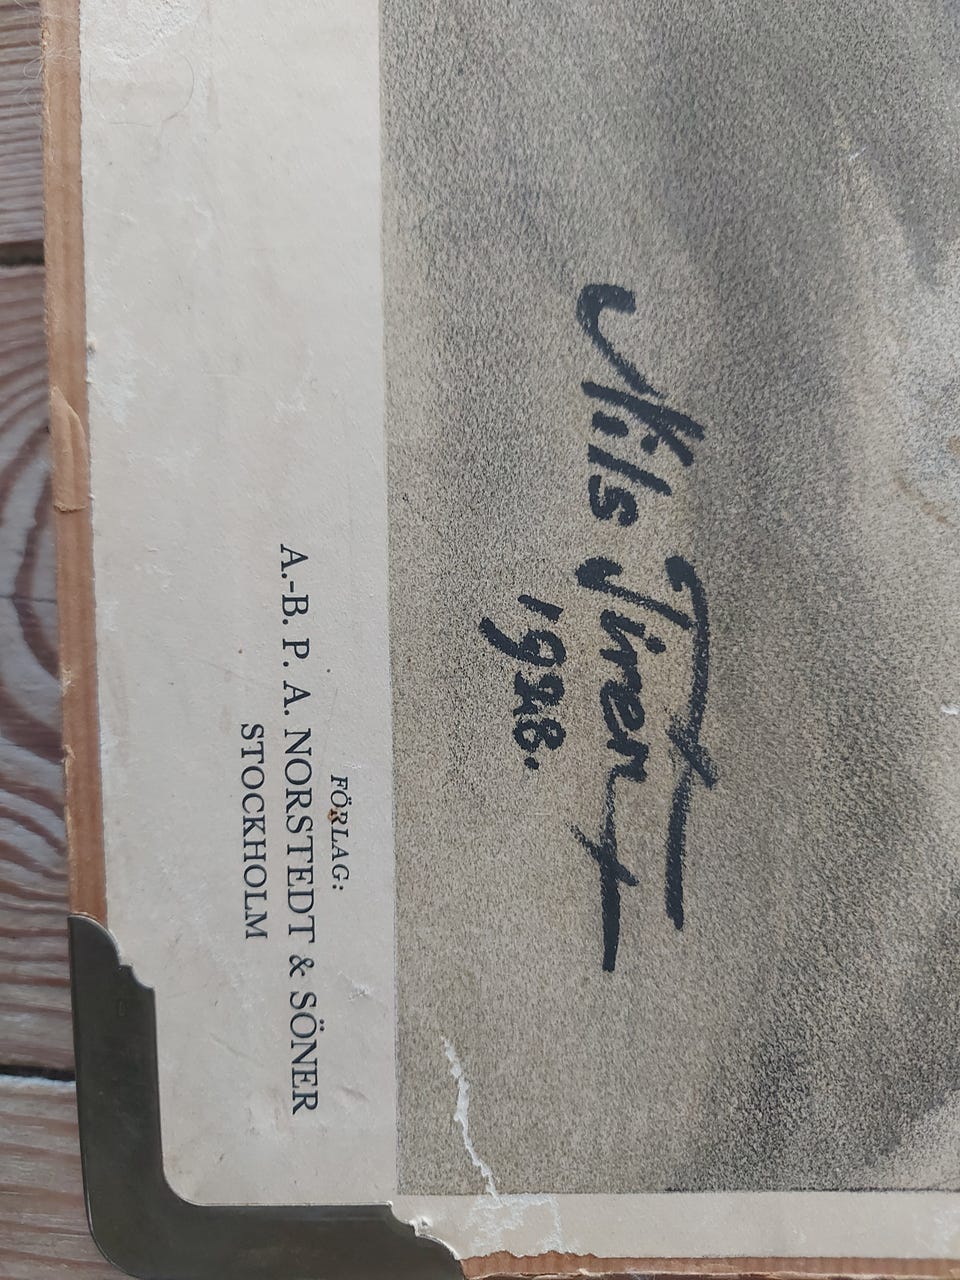 Nils Tirén
1928.
FÖRLAG:
A.-B. P. A. NORSTEDT & SÖNER
STOCKHOLM